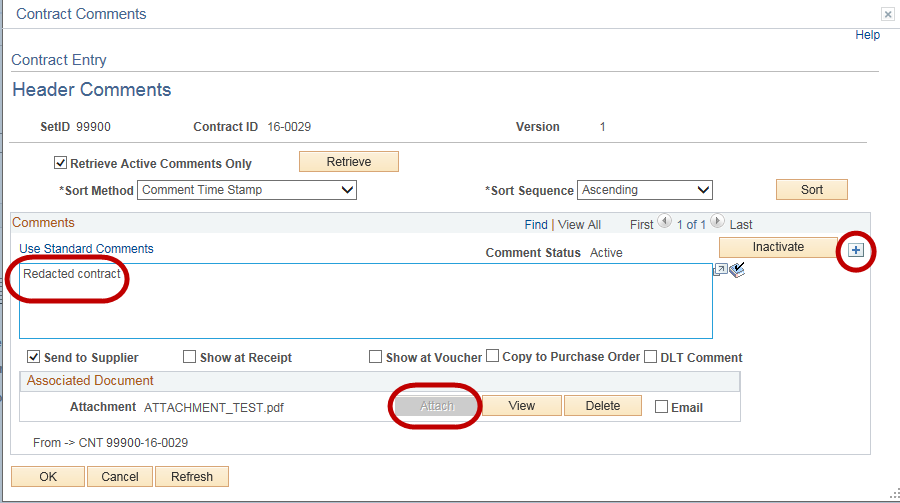 Contract Comments
Help
Contract Entry
Header Comments
SetID 99900 Contract ID 16-0029 Version 1
Retrieve Active Comments Only Retrieve
*Sort Method Comment Time Stamp *Sort Sequence Ascending Sort
Comments Find | View All First 1 of 1 Last
Use Standard Comments Comment Status Active Inactivate
Redacted contract
Send to Supplier Show at Receipt Show at Voucher Copy to Purchase Order DLT Comment
Associated Document
Attachment ATTACHMENT_TEST.pdf Attach View Delete Email
From -> CNT 99900-16-0029
OK Cancel Refresh